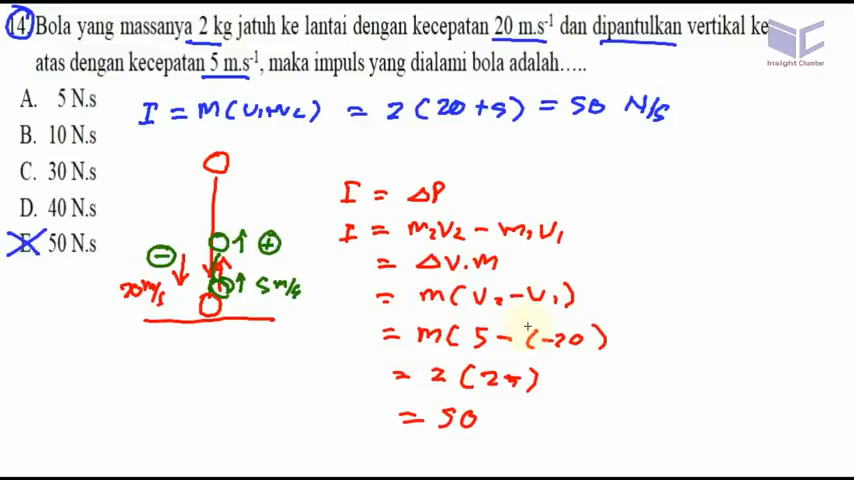 14. Bola yang massanya 2 kg jatuh ke lantai dengan kecepatan 20 m.s⁻¹ dan dipantulkan vertikal ke
atas dengan kecepatan 5 m.s⁻¹, maka impuls yang dialami bola adalah…..
Insight Chamber
A. 5 N.s
B. 10 N.s
C. 30 N.s
D. 40 N.s
E. 50 N.s
I = m(v₁+v₂) = 2(20+5) = 50 N/s
I = ΔP
I = m₂v₂ - m₁v₁
= Δv.m
= m(v₂-v₁)
= m(5-(-20)
= 2(25)
= 50
- ↑ +
20 m/s ↑ 5 m/s